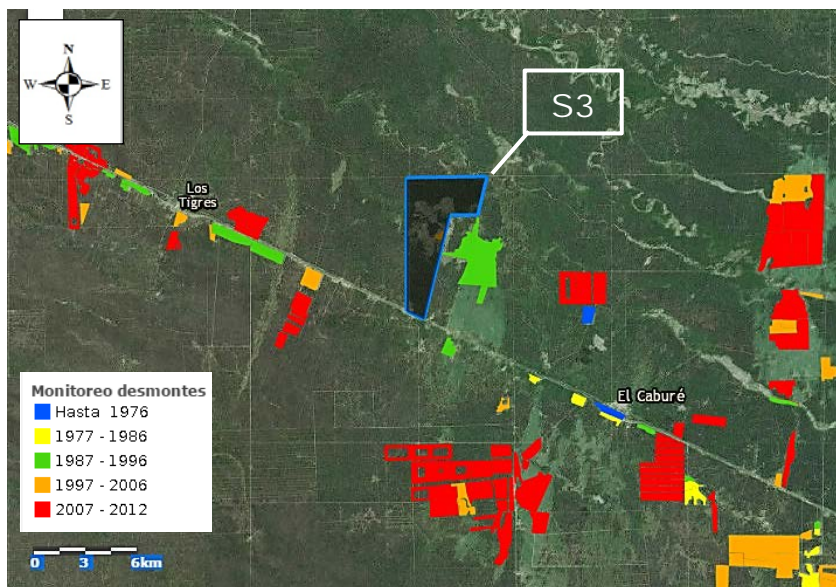 N
W E
S
S3
Los
Tigres
El Caburé
Monitoreo desmontes
Hasta 1976
1977 - 1986
1987 - 1996
1997 - 2006
2007 - 2012
0 3 6km